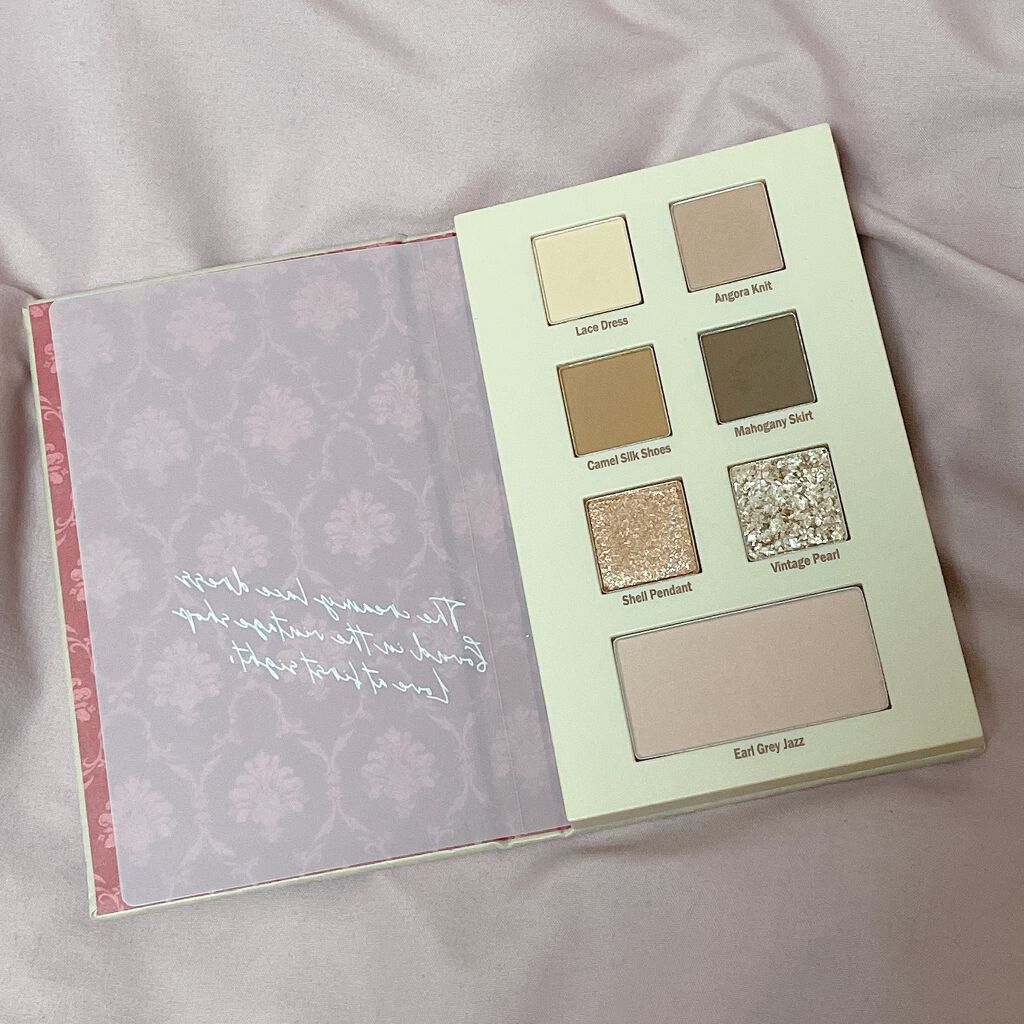 The creamy lace dress
Found in the vintage shop
Love at first sight.
Lace Dress
Angora Knit
Camel Silk Shoes
Mahogany Skirt
Shell Pendant
Vintage Pearl
Earl Grey Jazz